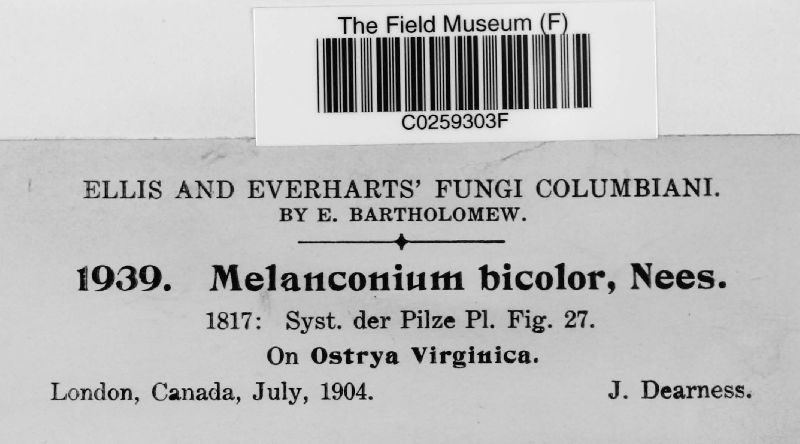 The Field Museum (F)
C0259303F
ELLIS AND EVERHARTS' FUNGI COLUMBIANI.
BY E. BARTHOLOMEW.
1939. Melanconium bicolor, Nees.
1817: Syst. der Pilze Pl. Fig. 27.
On Ostrya Virginica.
London, Canada, July, 1904. J. Dearness.